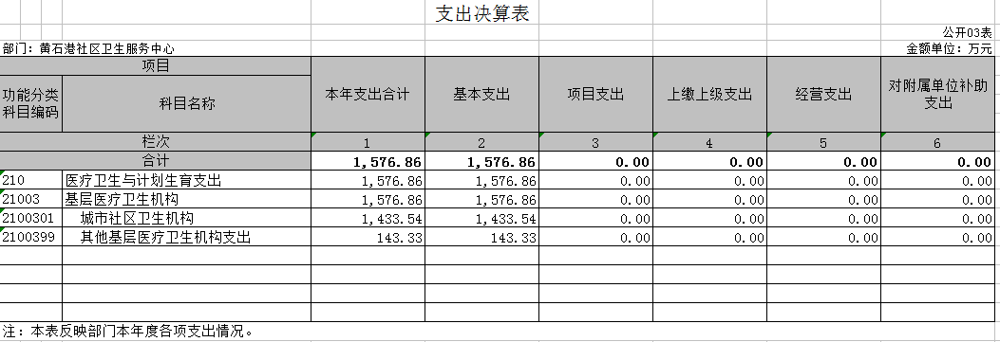 支出决算表
公开03表
部门：黄石港社区卫生服务中心 金额单位：万元
项目 本年支出合计 基本支出 项目支出 上缴上级支出 经营支出 对附属单位补助支出
功能分类科目编码 科目名称
栏次 1 2 3 4 5 6
合计 1,576.86 1,576.86 0.00 0.00 0.00 0.00
210 医疗卫生与计划生育支出 1,576.86 1,576.86 0.00 0.00 0.00 0.00
21003 基层医疗卫生机构 1,576.86 1,576.86 0.00 0.00 0.00 0.00
2100301 城市社区卫生机构 1,433.54 1,433.54 0.00 0.00 0.00 0.00
2100399 其他基层医疗卫生机构支出 143.33 143.33 0.00 0.00 0.00 0.00
注：本表反映部门本年度各项支出情况。